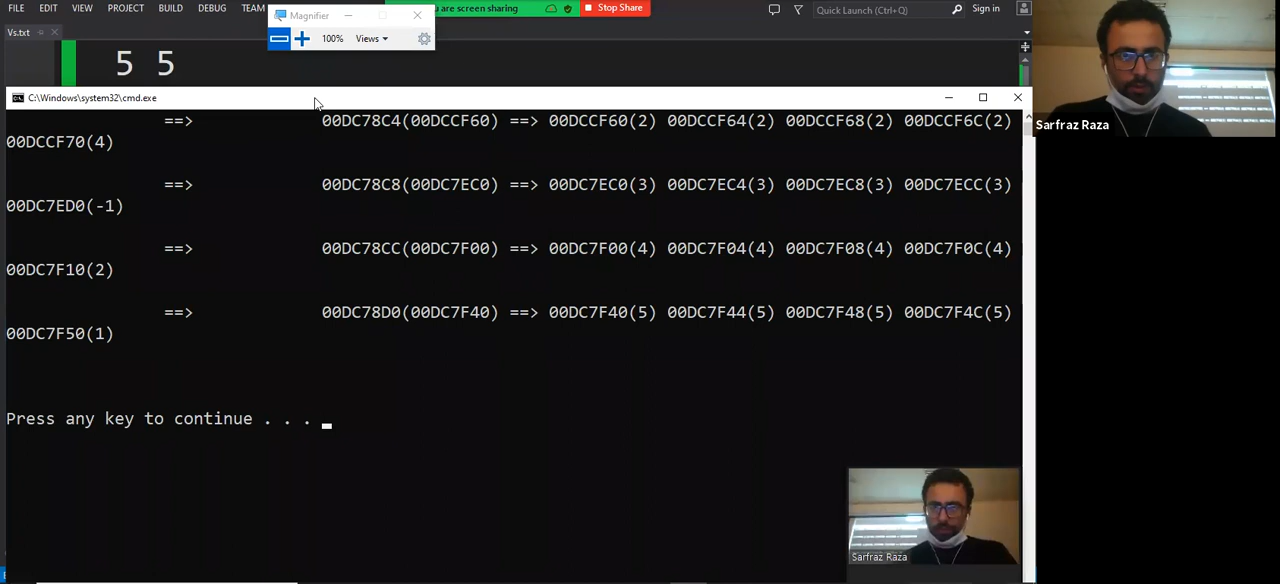 FILE EDIT VIEW PROJECT BUILD DEBUG TEAM
Magnifier
u are screen sharing
Stop Share
Quick Launch (Ctrl+Q)
Sign in
Vs.txt
100% Views
5 5
C:\Windows\system32\cmd.exe
==> 00DC78C4(00DCCF60) ==> 00DCCF60(2) 00DCCF64(2) 00DCCF68(2) 00DCCF6C(2)
00DCCF70(4)
==> 00DC78C8(00DC7EC0) ==> 00DC7EC0(3) 00DC7EC4(3) 00DC7EC8(3) 00DC7ECC(3)
00DC7ED0(-1)
==> 00DC78CC(00DC7F00) ==> 00DC7F00(4) 00DC7F04(4) 00DC7F08(4) 00DC7F0C(4)
00DC7F10(2)
==> 00DC78D0(00DC7F40) ==> 00DC7F40(5) 00DC7F44(5) 00DC7F48(5) 00DC7F4C(5)
00DC7F50(1)
Press any key to continue . . .
Sarfraz Raza
Sarfraz Raza